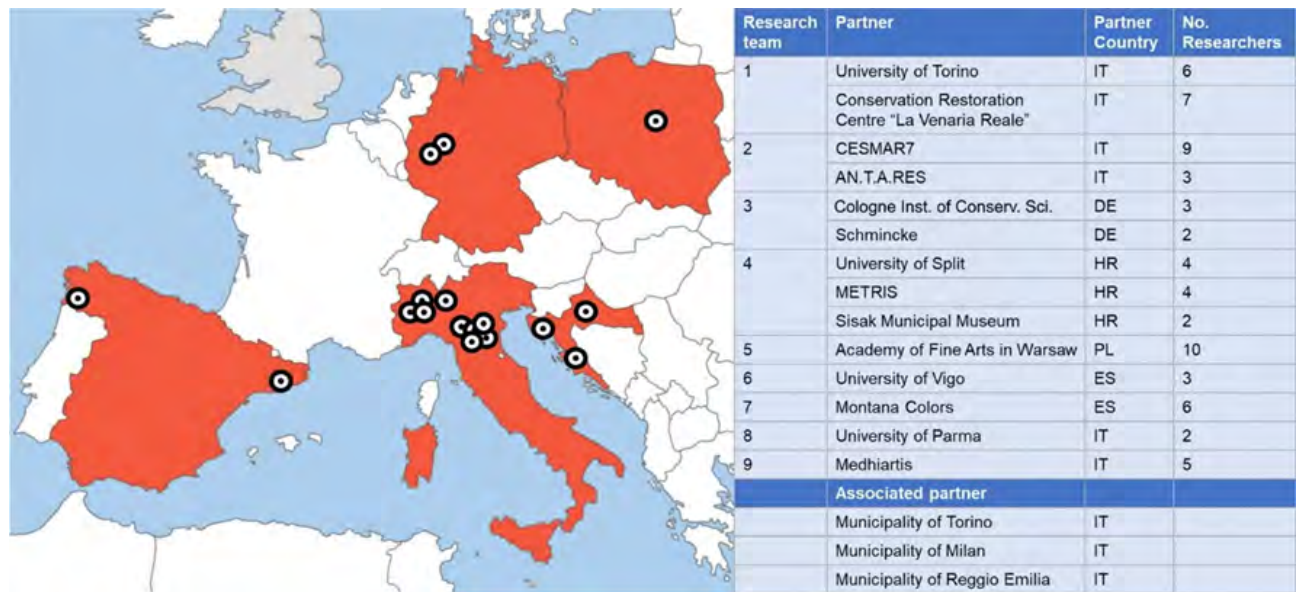 Research team Partner Partner Country No. Researchers
1 University of Torino IT 6
Conservation Restoration Centre “La Venaria Reale” IT 7
2 CESMAR7 IT 9
AN.T.A.RES IT 3
3 Cologne Inst. of Conserv. Sci. DE 3
Schmincke DE 2
4 University of Split HR 4
METRIS HR 4
Sisak Municipal Museum HR 2
5 Academy of Fine Arts in Warsaw PL 10
6 University of Vigo ES 3
7 Montana Colors ES 6
8 University of Parma IT 2
9 Medhiartis IT 5
Associated partner
Municipality of Torino IT
Municipality of Milan IT
Municipality of Reggio Emilia IT